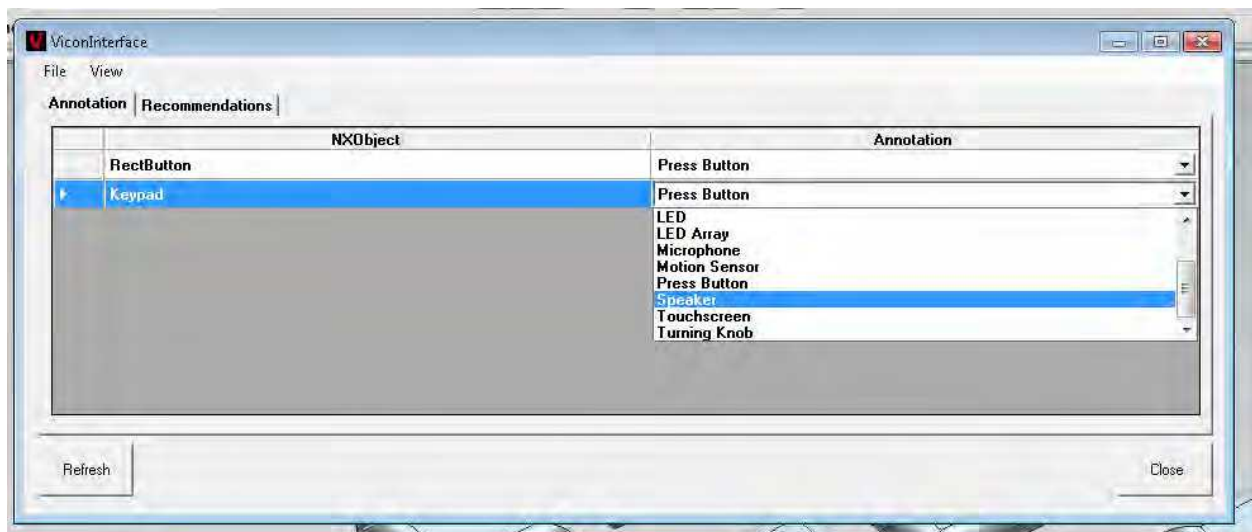 ViconInterface
File View
Annotation Recommendations
NXObject Annotation
RectButton Press Button
Keypad Press Button
LED
LED Array
Microphone
Motion Sensor
Press Button
Speaker
Touchscreen
Turning Knob
Refresh Close